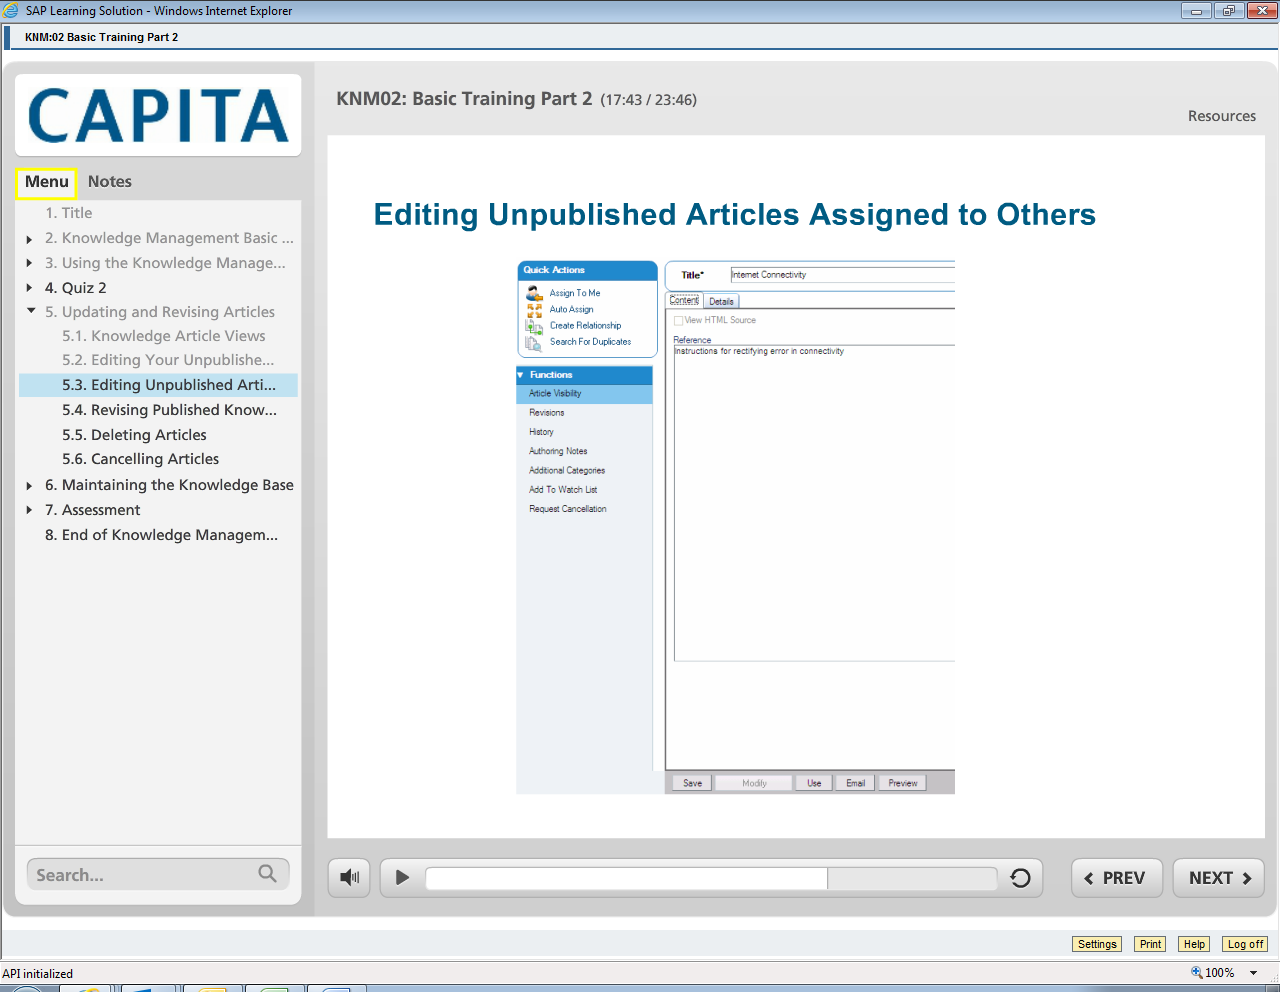 SAP Learning Solution - Windows Internet Explorer
KNM:02 Basic Training Part 2
CAPITA
KNM02: Basic Training Part 2 (17:43 / 23:46)
Resources
Menu
Notes
1. Title
2. Knowledge Management Basic ...
3. Using the Knowledge Manage...
4. Quiz 2
5. Updating and Revising Articles
5.1. Knowledge Article Views
5.2. Editing Your Unpublishe...
5.3. Editing Unpublished Arti...
5.4. Revising Published Know...
5.5. Deleting Articles
5.6. Cancelling Articles
6. Maintaining the Knowledge Base
7. Assessment
8. End of Knowledge Managem...
Search...
Editing Unpublished Articles Assigned to Others
Quick Actions
Assign To Me
Auto Assign
Create Relationship
Search For Duplicates
Functions
Article Visibility
Revisions
History
Authoring Notes
Additional Categories
Add To Watch List
Request Cancellation
Title* Internet Connectivity
Content Details
View HTML Source
Reference
Instructions for rectifying error in connectivity
Save Modify Use Email Preview
PREV NEXT
Settings Print Help Log off
API initialized
100%